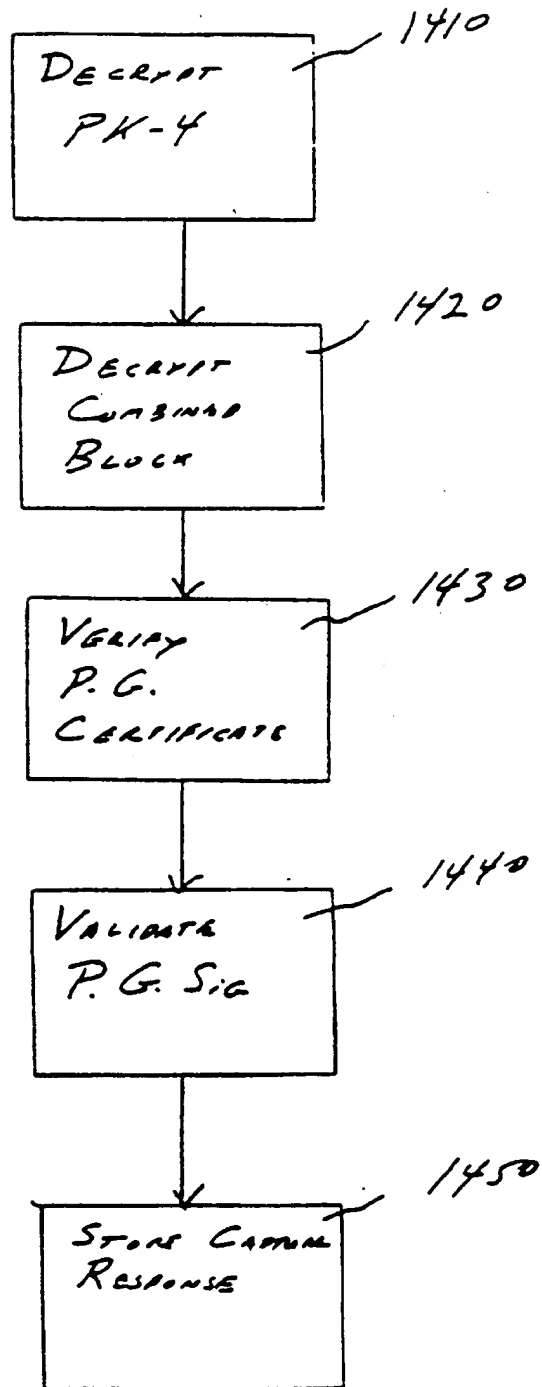 1410
DECRYPT
PK-4
1420
DECRYPT
COMBINED
BLOCK
1430
VERIFY
P. G.
CERTIFICATE
1440
VALIDATE
P. G. SIG
1450
STORE CAPTURE
RESPONSE